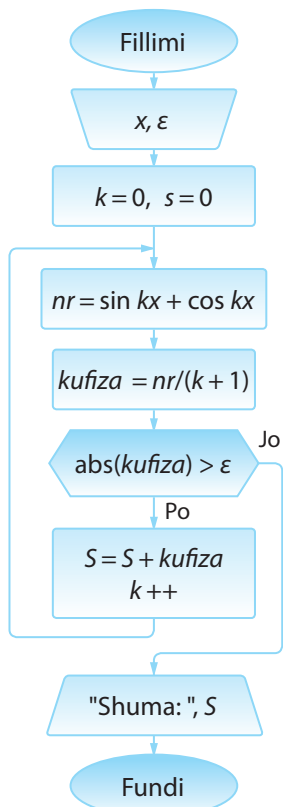 Fillimi
x, ε
k = 0, s = 0
nr = sin kx + cos kx
kufiza = nr/(k + 1)
abs(kufiza) > ε
Jo
Po
S = S + kufiza
k ++
"Shuma: ", S
Fundi